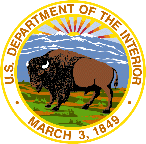 U.S. DEPARTMENT OF THE INTERIOR
MARCH 3, 1849